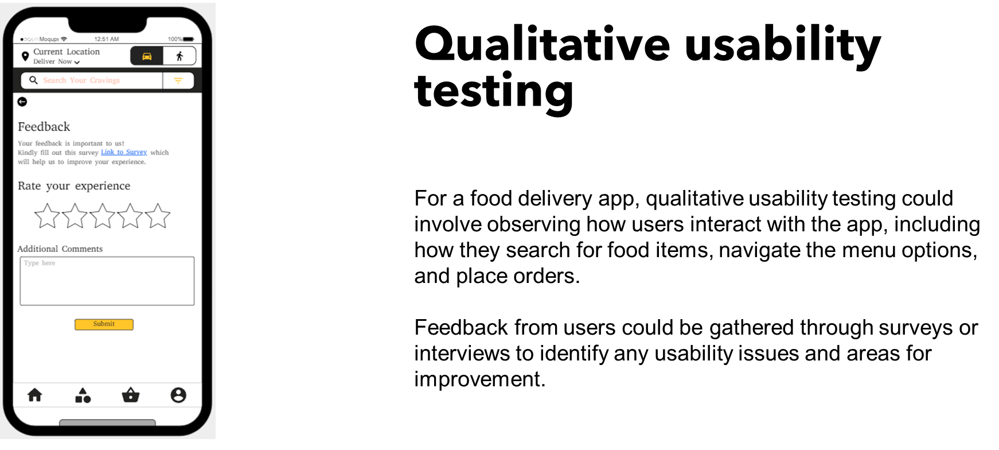 Moqups
12:51 AM
100%
Current Location
Deliver Now
Search Your Cravings
Feedback
Your feedback is important to us!
Kindly fill out this survey Link to Survey which
will help us to improve your experience.
Rate your experience
Additional Comments
Type here
Submit
Qualitative usability
testing
For a food delivery app, qualitative usability testing could
involve observing how users interact with the app, including
how they search for food items, navigate the menu options,
and place orders.
Feedback from users could be gathered through surveys or
interviews to identify any usability issues and areas for
improvement.